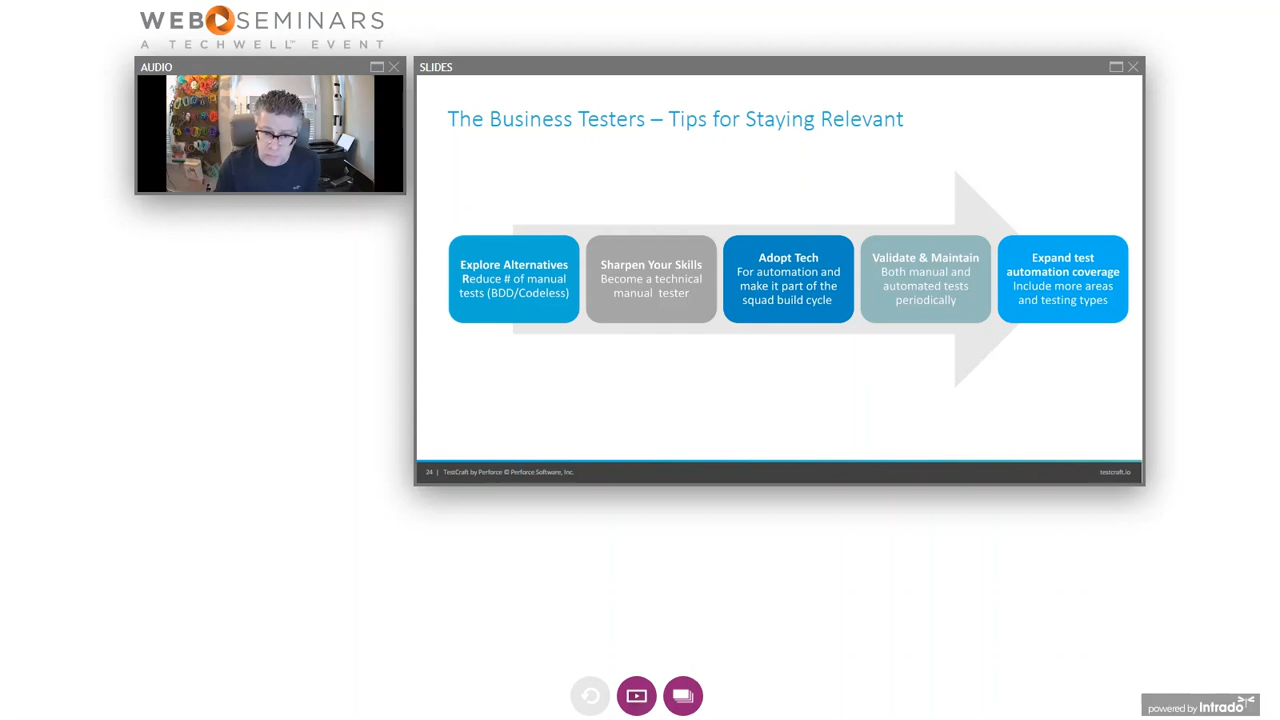 WEB SEMINARS
A TECHWELL™ EVENT
AUDIO
SLIDES
The Business Testers – Tips for Staying Relevant
Explore Alternatives
Reduce # of manual
tests (BDD/Codeless)
Sharpen Your Skills
Become a technical
manual tester
Adopt Tech
For automation and
make it part of the
squad build cycle
Validate & Maintain
Both manual and
automated tests
periodically
Expand test
automation coverage
Include more areas
and testing types
24 | TestCraft by Perforce © Perforce Software, Inc.
testcraft.io
powered by Intrado